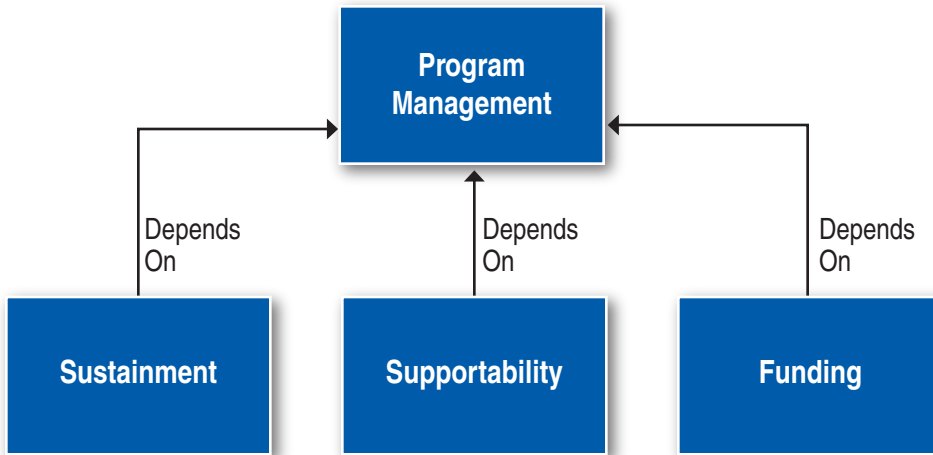 Program
Management
Depends
On
Depends
On
Depends
On
Sustainment
Supportability
Funding